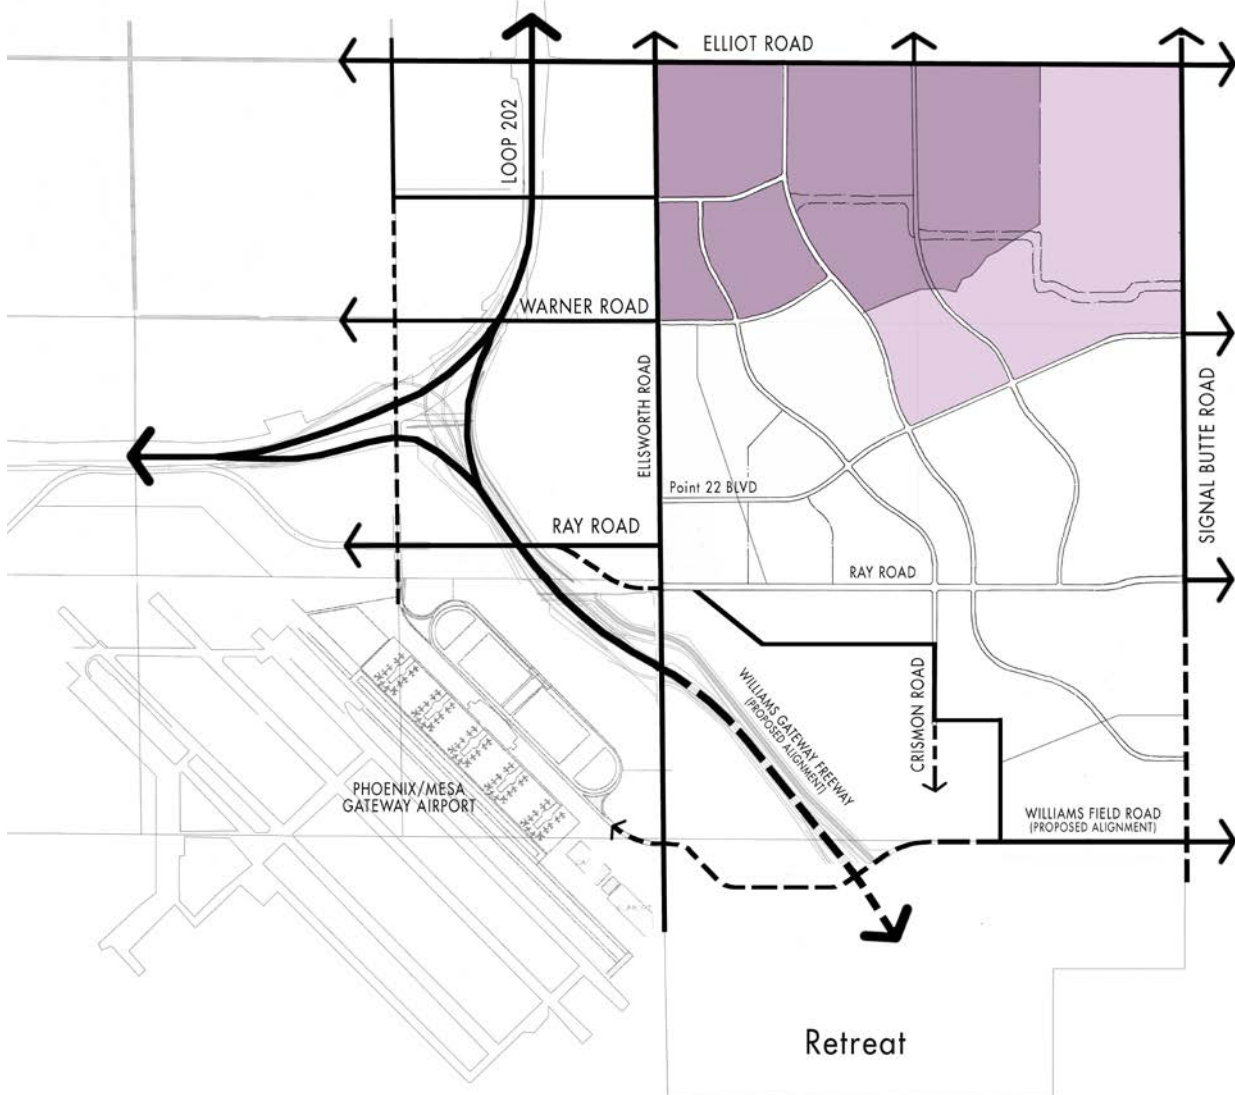 ELLIOT ROAD
LOOP 202
WARNER ROAD
ELLSWORTH ROAD
SIGNAL BUTTE ROAD
Point 22 BLVD
RAY ROAD
RAY ROAD
CRISMON ROAD
WILLIAMS GATEWAY FREEWAY
(PROPOSED ALIGNMENT)
PHOENIX/MESA
GATEWAY AIRPORT
WILLIAMS FIELD ROAD
(PROPOSED ALIGNMENT)
Retreat